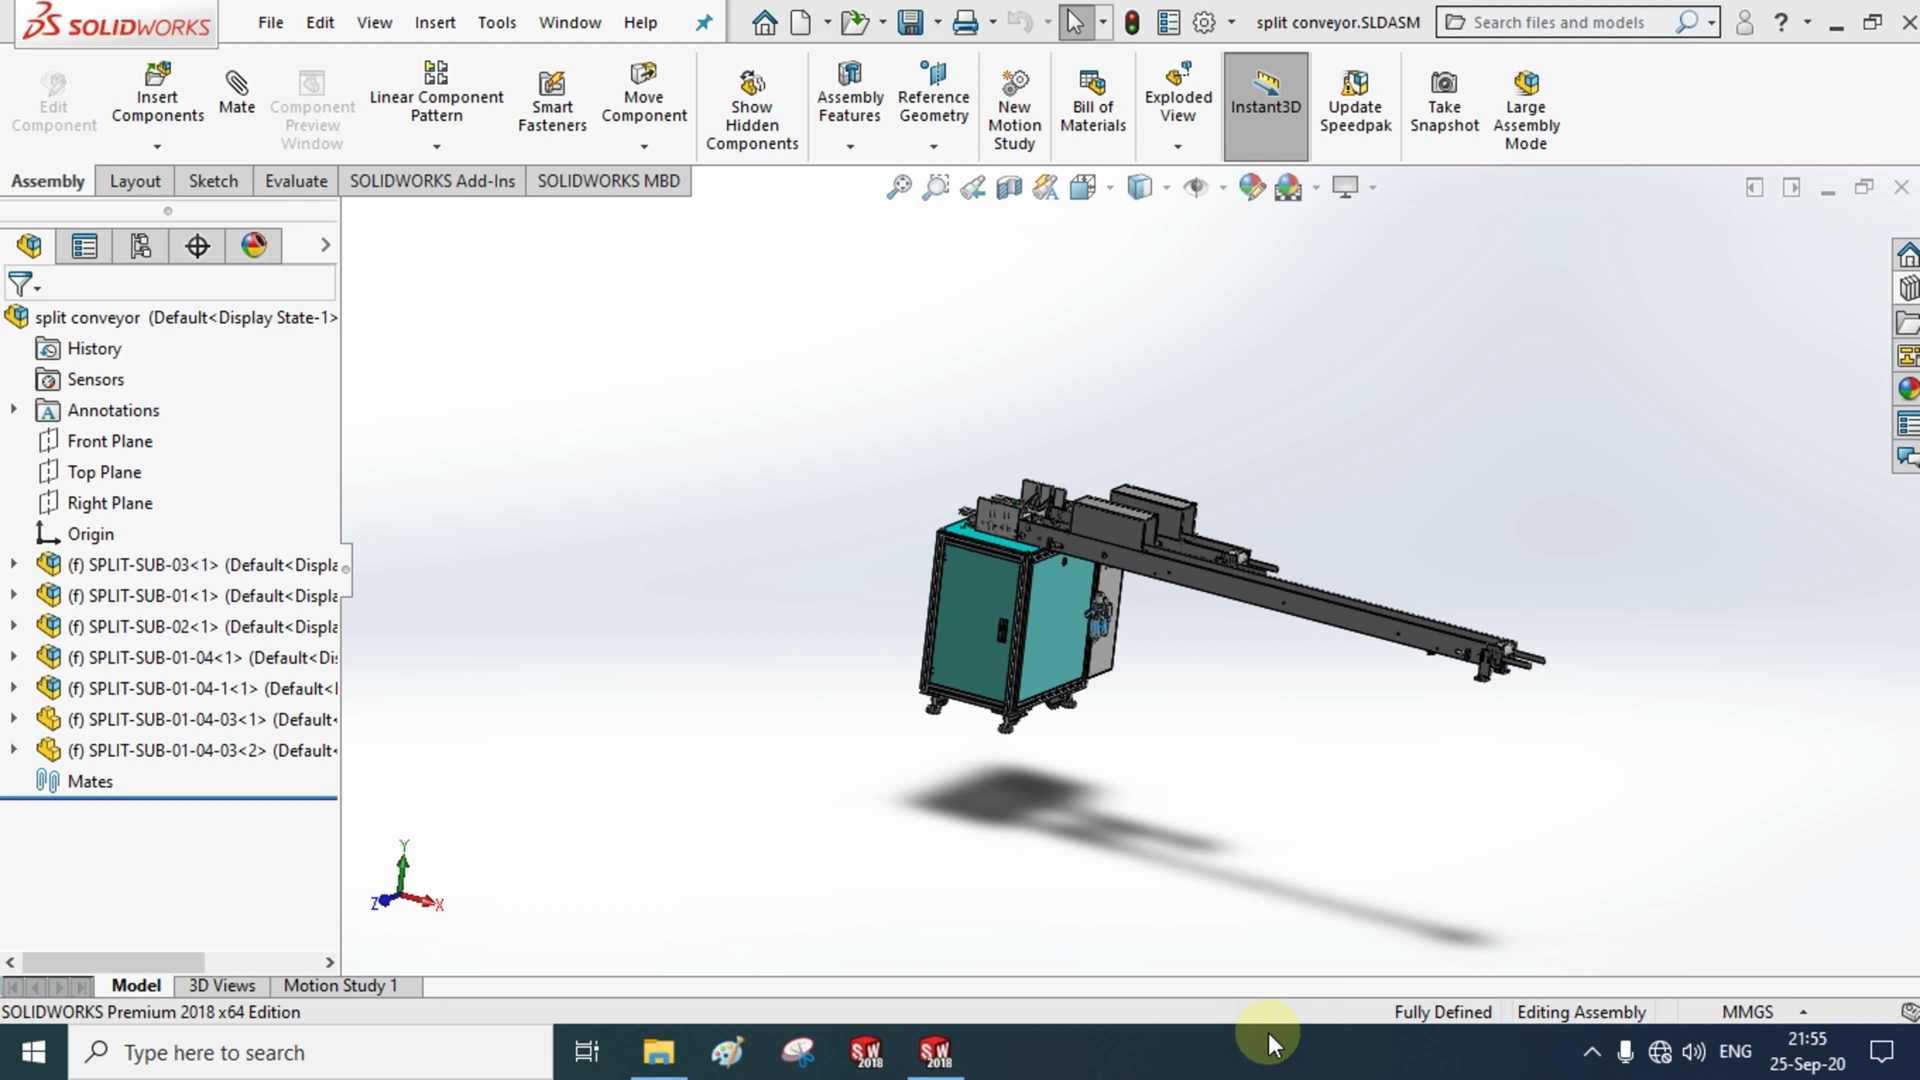 SOLIDWORKS
File Edit View Insert Tools Window Help
split conveyor.SLDASM
Search files and models
?
Edit Component
Insert Components
Mate
Component Preview Window
Linear Component Pattern
Smart Fasteners
Move Component
Show Hidden Components
Assembly Features
Reference Geometry
New Motion Study
Bill of Materials
Exploded View
Instant3D
Update Speedpak
Take Snapshot
Large Assembly Mode
Assembly Layout Sketch Evaluate SOLIDWORKS Add-Ins SOLIDWORKS MBD
split conveyor (Default<Display State-1>
History
Sensors
A Annotations
Front Plane
Top Plane
Right Plane
Origin
(f) SPLIT-SUB-03<1> (Default<Displa
(f) SPLIT-SUB-01<1> (Default<Displa
(f) SPLIT-SUB-02<1> (Default<Displa
(f) SPLIT-SUB-01-04<1> (Default<Dis
(f) SPLIT-SUB-01-04-1<1> (Default<
(f) SPLIT-SUB-01-04-03<1> (Default<
(f) SPLIT-SUB-01-04-03<2> (Default<
Mates
Y
Z X
Model 3D Views Motion Study 1
SOLIDWORKS Premium 2018 x64 Edition
Fully Defined Editing Assembly MMGS
Type here to search
SW 2018
SW 2018
ENG
21:55
25-Sep-20